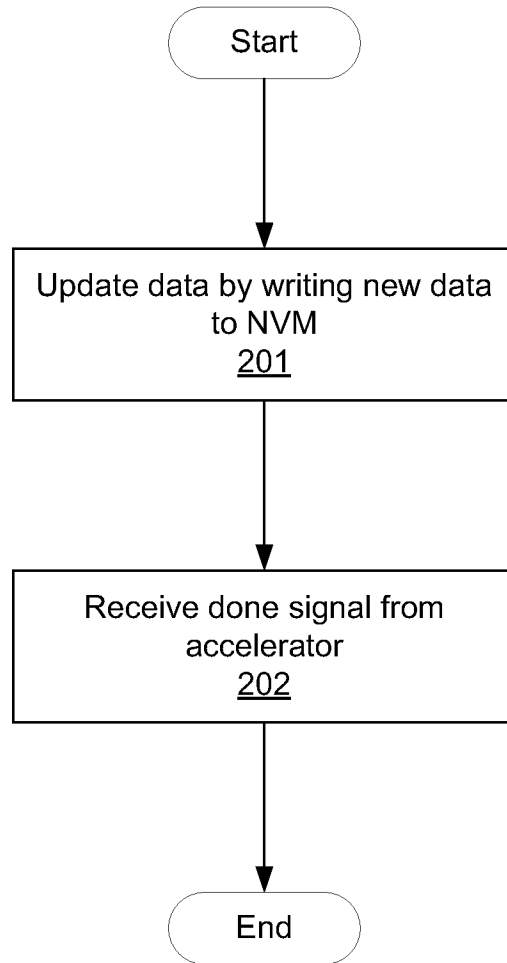 Start
Update data by writing new data
to NVM
201
Receive done signal from
accelerator
202
End